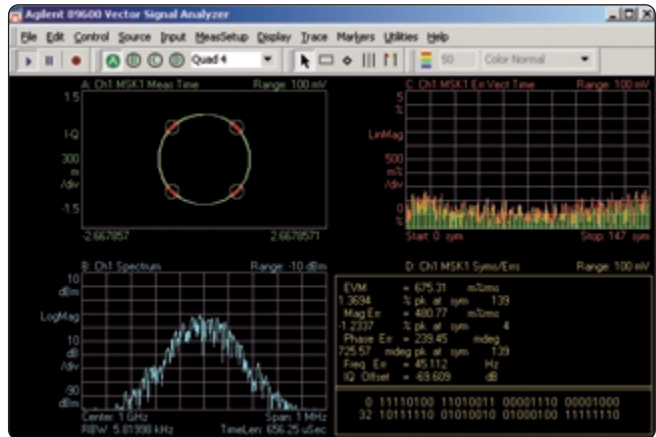 Agilent 89600 Vector Signal Analyzer
File Edit Control Source Input MeasSetup Display Trace Markers Utilities Help
A B C D Quad 4 50 Color Normal
A: Ch1 MSK1 Meas Time Range: 100 mV
1.5
I-Q
300
m
/div
-1.5
-2.667857 2.6678571
C: Ch1 MSK1 Err Vect Time Range: 100 mV
5
%
LinMag
500
m%
/div
0
%
Start: 0 sym Stop: 147 sym
B: Ch1 Spectrum Range: -10 dBm
10
dBm
LogMag
10
dB
/div
-90
dBm
Center: 1 GHz Span: 1 MHz
RBW: 5.81998 kHz TimeLen: 656.25 uSec
D: Ch1 MSK1 Syms/Errs Range: 100 mV
EVM = 675.31 m%rms
1.3694 % pk at sym 139
Mag Err = 480.77 m%rms
-1.2337 % pk at sym 4
Phase Err = 239.45 mdeg
725.57 mdeg pk at sym 139
Freq Err = 45.112 Hz
IQ Offset = -69.609 dB
0 11110100 11010011 00001110 00001000
32 10111110 01010010 01000100 11111110